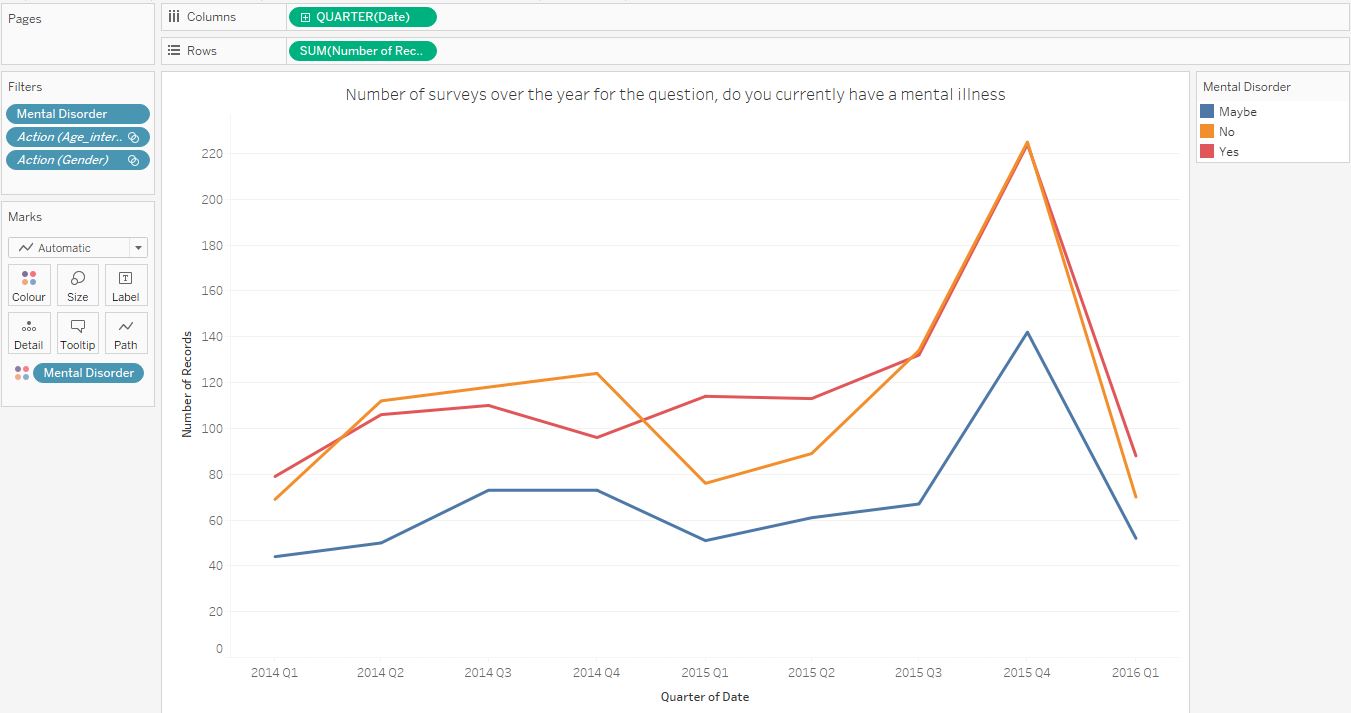 Pages
Columns
QUARTER(Date)
Rows
SUM(Number of Rec..
Filters
Mental Disorder
Action (Age_inter..
Action (Gender)
Marks
Automatic
Colour
Size
Label
Detail
Tooltip
Path
Mental Disorder
Number of surveys over the year for the question, do you currently have a mental illness
Number of Records
220
200
180
160
140
120
100
80
60
40
20
0
2014 Q1
2014 Q2
2014 Q3
2014 Q4
2015 Q1
2015 Q2
2015 Q3
2015 Q4
2016 Q1
Quarter of Date
Mental Disorder
Maybe
No
Yes